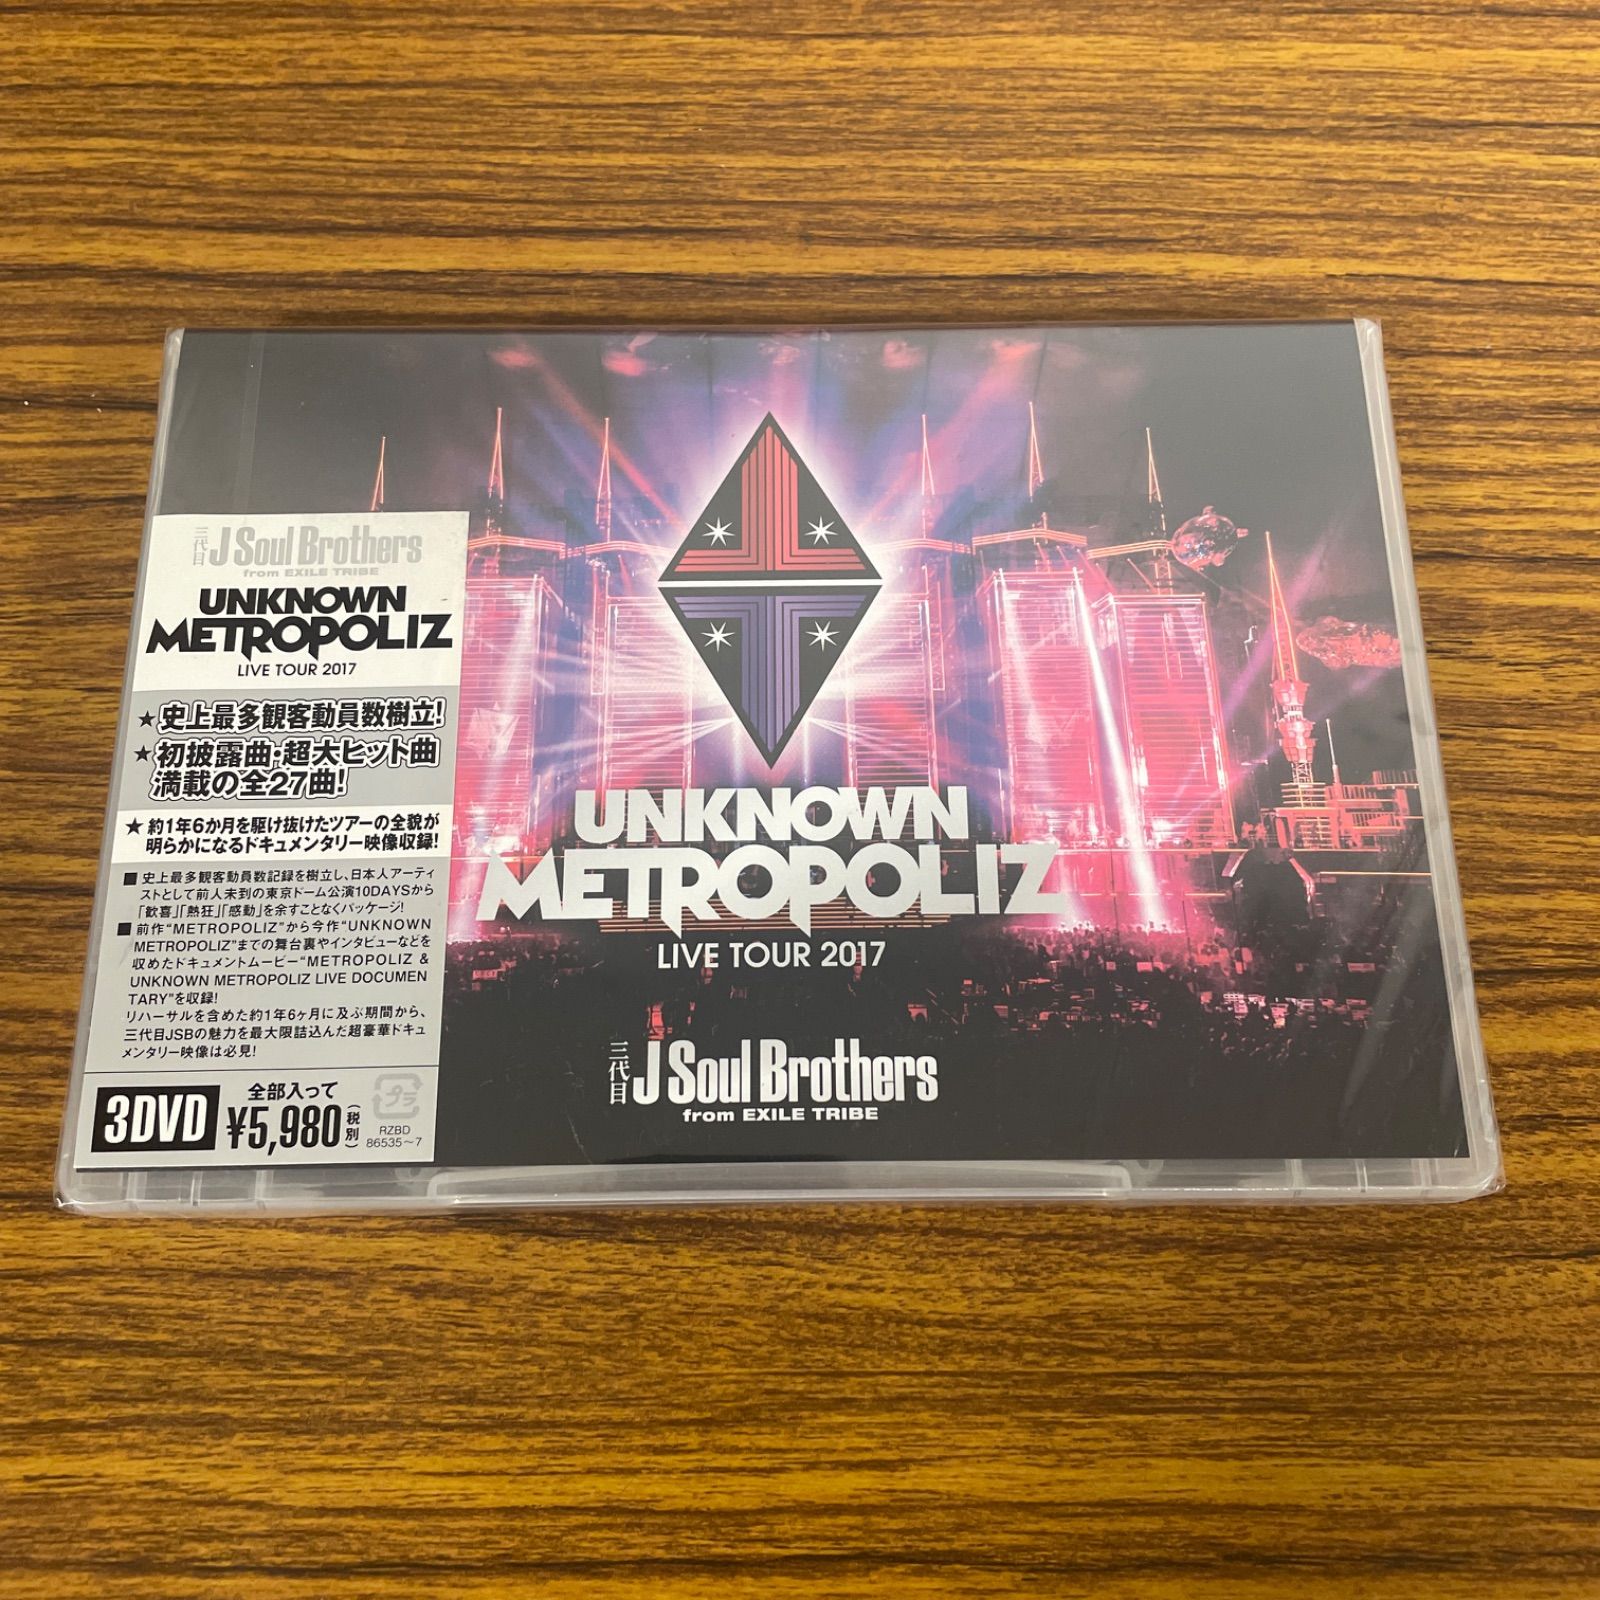 三代目 J Soul Brothers
from EXILE TRIBE
UNKNOWN
METROPOLIZ
LIVE TOUR 2017
★史上最多観客動員数樹立!
★初披露曲・超大ヒット曲
満載の全27曲!
★約1年6か月を駆け抜けたツアーの全貌が
明らかになるドキュメンタリー映像収録!
■史上最多観客動員数記録を樹立し、日本人アーティ
ストとして前人未到の東京ドーム公演10DAYSから
「歓喜」「熱狂」「感動」を余すことなくパッケージ!
■前作“METROPOLIZ”から今作“UNKNOWN
METROPOLIZ”までの舞台裏やインタビューなどを
収めたドキュメントムービー“METROPOLIZ &
UNKNOWN METROPOLIZ LIVE DOCUMEN
TARY”を収録!
リハーサルを含めた約1年6ヶ月に及ぶ期間から、
三代目JSBの魅力を最大限詰込んだ超豪華ドキュ
メンタリー映像は必見!
3DVD
全部入って
¥5,980(税別)
プラ
RZBD
86535~7
UNKNOWN
METROPOLIZ
LIVE TOUR 2017
三代目 J Soul Brothers
from EXILE TRIBE